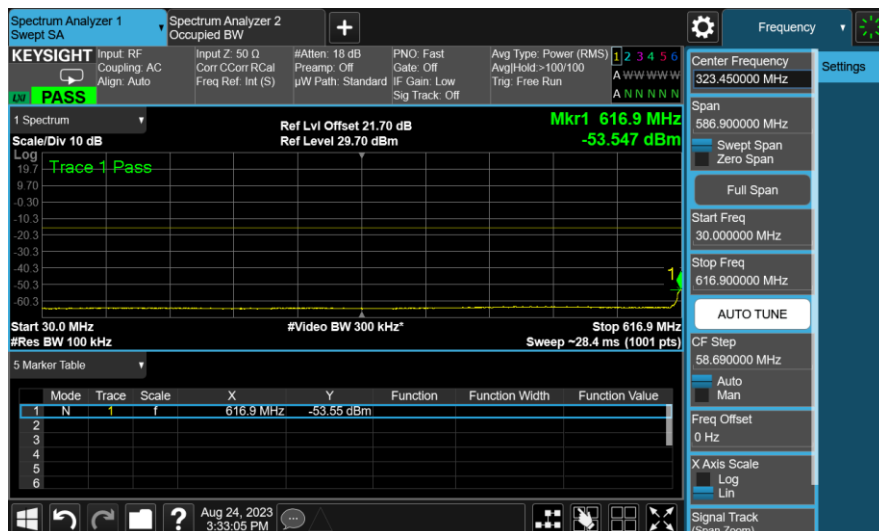 Spectrum Analyzer 1
Swept SA
Spectrum Analyzer 2
Occupied BW
+
Frequency
KEYSIGHT
Input: RF
Coupling: AC
Align: Auto
Input Z: 50 Ω
Corr CCorr RCal
Freq Ref: Int (S)
#Atten: 18 dB
Preamp: Off
µW Path: Standard
PNO: Fast
Gate: Off
IF Gain: Low
Sig Track: Off
Avg Type: Power (RMS)
Avg|Hold:>100/100
Trig: Free Run
1 2 3 4 5 6
A W W W W W
A N N N N N
LXI
PASS
1 Spectrum
Scale/Div 10 dB
Ref Lvl Offset 21.70 dB
Ref Level 29.70 dBm
Mkr1 616.9 MHz
-53.547 dBm
Log
Trace 1 Pass
19.7
9.70
-0.30
-10.3
-20.3
-30.3
-40.3
-50.3
-60.3
1
Start 30.0 MHz
#Video BW 300 kHz*
Stop 616.9 MHz
#Res BW 100 kHz
Sweep ~28.4 ms (1001 pts)
5 Marker Table
Mode Trace Scale X Y Function Function Width Function Value
1 N 1 f 616.9 MHz -53.55 dBm
2
3
4
5
6
Aug 24, 2023
3:33:05 PM
?
Center Frequency
323.450000 MHz
Settings
Span
586.900000 MHz
Swept Span
Zero Span
Full Span
Start Freq
30.000000 MHz
Stop Freq
616.900000 MHz
AUTO TUNE
CF Step
58.690000 MHz
Auto
Man
Freq Offset
0 Hz
X Axis Scale
Log
Lin
Signal Track
(Span Zoom)